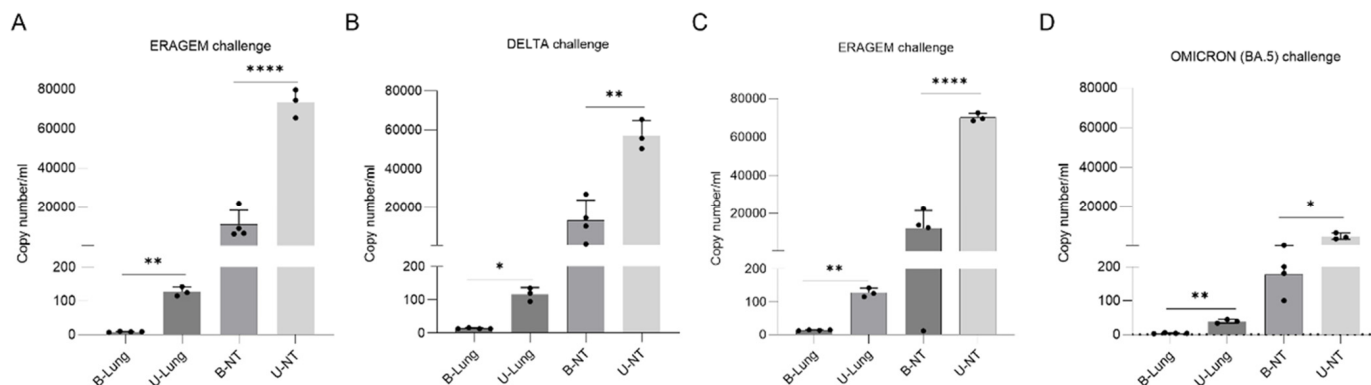 A
ERAGEM challenge
Copy number/ml
80000
60000
40000
20000
200
100
0
**
****
B-Lung
U-Lung
B-NT
U-NT
B
DELTA challenge
Copy number/ml
80000
60000
40000
20000
200
100
0
*
**
B-Lung
U-Lung
B-NT
U-NT
C
ERAGEM challenge
Copy number/ml
80000
60000
40000
20000
200
100
0
**
****
B-Lung
U-Lung
B-NT
U-NT
D
OMICRON (BA.5) challenge
Copy number/ml
80000
60000
40000
20000
200
100
0
**
*
B-Lung
U-Lung
B-NT
U-NT